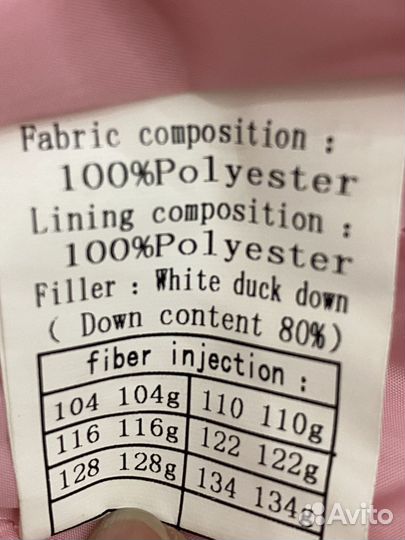 Fabric composition :
100%Polyester
Lining composition :
100%Polyester
Filler : White duck down
( Down content 80%)
fiber injection :
104 104g 110 110g
116 116g 122 122g
128 128g 134 134g
Avito